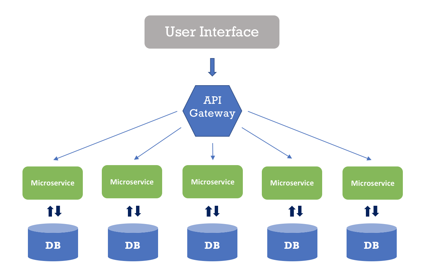 User Interface
API
Gateway
Microservice
Microservice
Microservice
Microservice
Microservice
DB
DB
DB
DB
DB